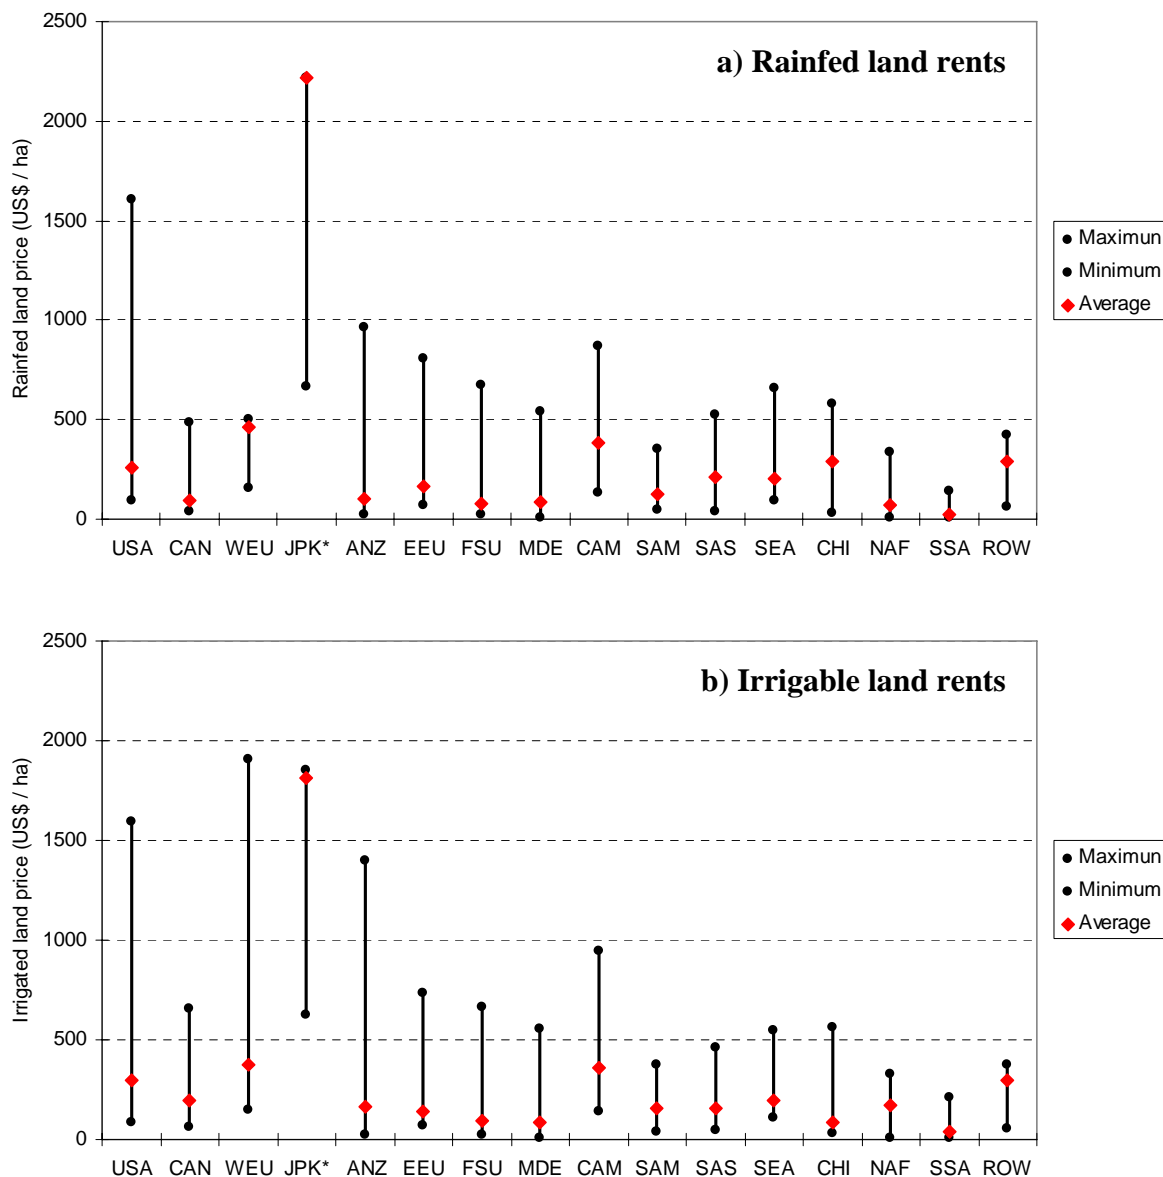 a) Rainfed land rents
Rainfed land price (US$ / ha)
2500
2000
1500
1000
500
0
USA CAN WEU JPK* ANZ EEU FSU MDE CAM SAM SAS SEA CHI NAF SSA ROW
Maximun
Minimum
Average
b) Irrigable land rents
Irrigated land price (US$ / ha)
2500
2000
1500
1000
500
0
USA CAN WEU JPK* ANZ EEU FSU MDE CAM SAM SAS SEA CHI NAF SSA ROW
Maximun
Minimum
Average